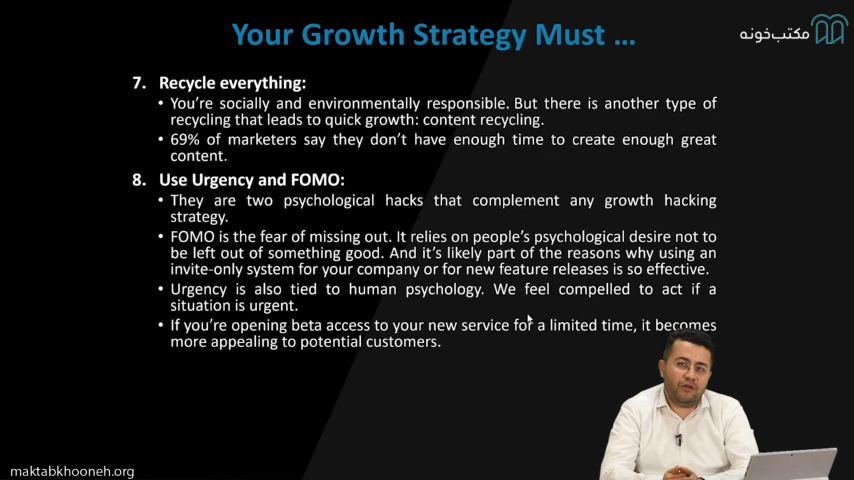 Your Growth Strategy Must ...
مکتب‌خونه
7. Recycle everything:
• You're socially and environmentally responsible. But there is another type of
recycling that leads to quick growth: content recycling.
• 69% of marketers say they don't have enough time to create enough great
content.
8. Use Urgency and FOMO:
• They are two psychological hacks that complement any growth hacking
strategy.
• FOMO is the fear of missing out. It relies on people's psychological desire not to
be left out of something good. And it's likely part of the reasons why using an
invite-only system for your company or for new feature releases is so effective.
• Urgency is also tied to human psychology. We feel compelled to act if a
situation is urgent.
• If you're opening beta access to your new service for a limited time, it becomes
more appealing to potential customers.
maktabkhooneh.org